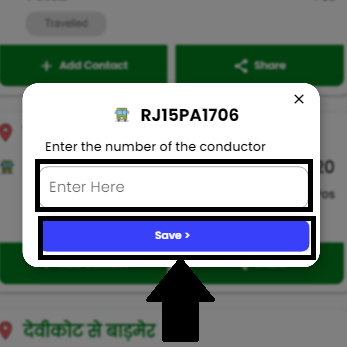 Travelled
Add Contact
Share
RJ15PA1706
Enter the number of the conductor
Enter Here
Save >
देवीकोट से बाड़मेर